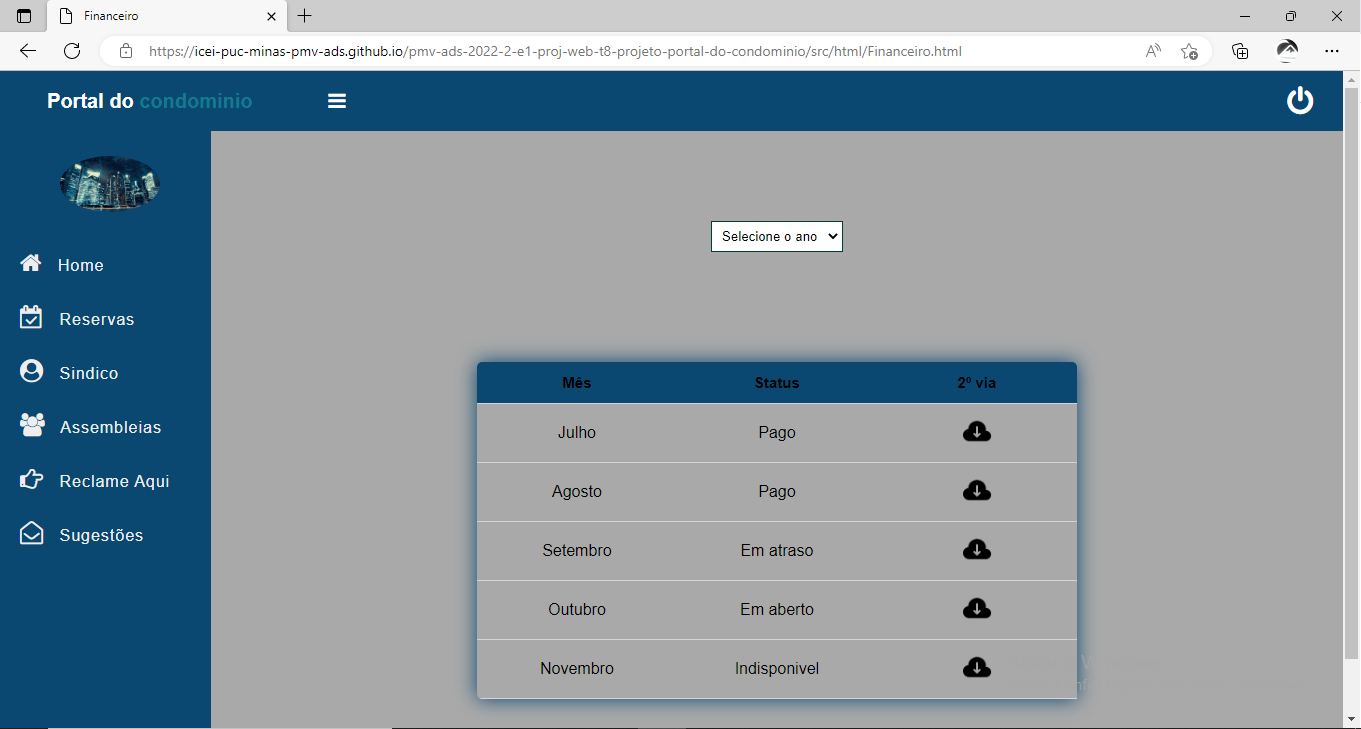 Financeiro
https://icei-puc-minas-pmv-ads.github.io/pmv-ads-2022-2-e1-proj-web-t8-projeto-portal-do-condominio/src/html/Financeiro.html
Portal do condominio
Selecione o ano
Home
Reservas
Sindico
Assembleias
Reclame Aqui
Sugestões
Mês Status 2º via
Julho Pago
Agosto Pago
Setembro Em atraso
Outubro Em aberto
Novembro Indisponivel